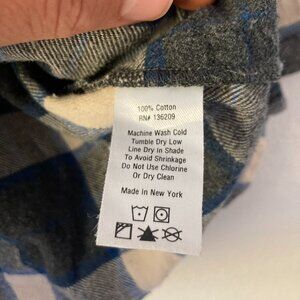 100% Cotton
RN# 136209
Machine Wash Cold
Tumble Dry Low
Line Dry in Shade
To Avoid Shrinkage
Do Not Use Chlorine
Or Dry Clean
Made In New York